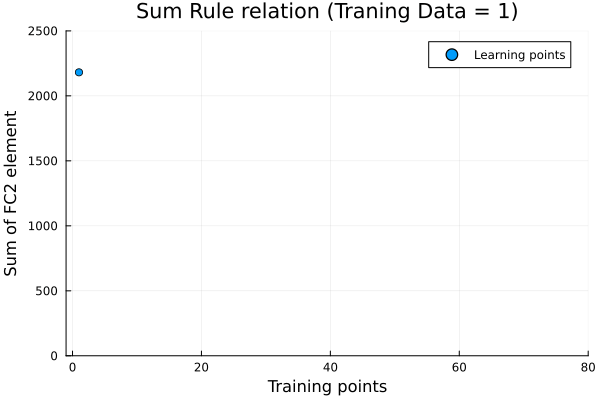 Sum Rule relation (Traning Data = 1)
Learning points
2500
2000
1500
1000
500
0
Sum of FC2 element
0 20 40 60 80
Training points